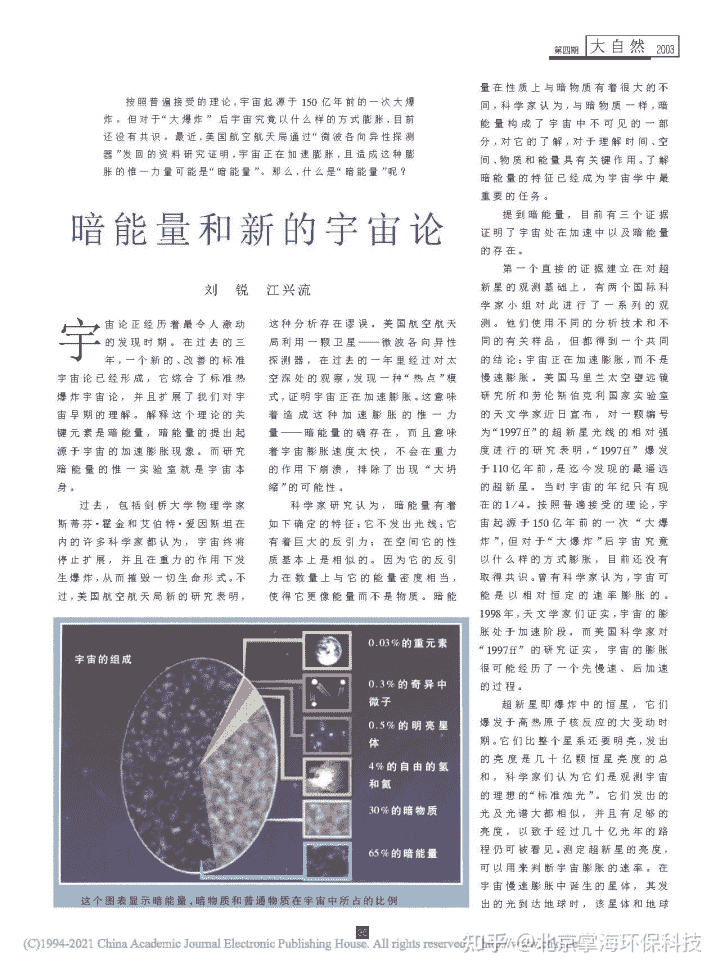 第四期 大自然 2003
按照普遍接受的理论,宇宙起源于 150 亿年前的一次大爆
炸。但对于“大爆炸” 后宇宙究竟以什么样的方式膨胀,目前
还没有共识。最近,美国航空航天局通过“微波各向异性探测
器”发回的资料研究证明,宇宙正在加速膨胀,且造成这种膨
胀的惟一力量可能是“暗能量”。那么,什么是“暗能量”呢?
暗能量和新的宇宙论
刘 锐 江兴流
宇宙论正经历着最令人激动
的发现时期。在过去的三
年,一个新的、改善的标准
宇宙论已经形成,它综合了标准热
爆炸宇宙论,并且扩展了我们对宇
宙早期的理解。解释这个理论的关
键元素是暗能量,暗能量的提出起
源于宇宙的加速膨胀现象。而研究
暗能量的惟一实验室就是宇宙本
身。
过去,包括剑桥大学物理学家
斯蒂芬·霍金和艾伯特·爱因斯坦在
内的许多科学家都认为,宇宙终将
停止扩展,并且在重力的作用下发
生爆炸,从而摧毁一切生命形式。不
过,美国航空航天局新的研究表明,
这种分析存在谬误。美国航空航天
局利用一颗卫星——微波各向异性
探测器,在过去的一年里经过对太
空深处的观察,发现一种“热点”模
式,证明宇宙正在加速膨胀。这意味
着造成这种加速膨胀的惟一力
量——暗能量的确存在,而且意味
着宇宙膨胀速度太快,不会在重力
的作用下崩溃,排除了出现“大坍
缩”的可能性。
科学家研究认为,暗能量有着
如下确定的特征:它不发出光线;它
有着巨大的反引力;在空间它的性
质基本上是相似的。因为它的反引
力在数量上与它的能量密度相当,
使得它更像能量而不是物质。暗能
量在性质上与暗物质有着很大的不
同,科学家认为,与暗物质一样,暗
能量构成了宇宙中不可见的一部
分,对它的了解,对于理解时间、空
间、物质和能量具有关键作用。了解
暗能量的特征已经成为宇宙学中最
重要的任务。
提到暗能量,目前有三个证据
证明了宇宙处在加速中以及暗能量
的存在。
第一个直接的证据建立在对超
新星的观测基础上,有两个国际科
学家小组对此进行了一系列的观
测。他们使用不同的分析技术和不
同的有关样品,但都得到一个共同
的结论:宇宙正在加速膨胀,而不是
慢速膨胀。美国马里兰太空望远镜
研究所和劳伦斯伯克利国家实验室
的天文学家近日宣布,对一颗编号
为“1997ff”的超新星光线的相对强
度进行的研究表明,“1997ff”爆发
于110亿年前,是迄今发现的最遥远
的超新星。当时宇宙的年纪只有现
在的1/4。按照普遍接受的理论,宇
宙起源于150亿年前的一次“大爆
炸”,但对于“大爆炸”后宇宙究竟
以什么样的方式膨胀,目前还没有
取得共识。曾有科学家认为,宇宙可
能是以相对恒定的速率膨胀的。
1998年,天文学家们证实,宇宙的膨
胀处于加速阶段。而美国科学家对
“1997ff”的研究证实,宇宙的膨胀
很可能经历了一个先慢速、后加速
的过程。
超新星即爆炸中的恒星,它们
爆发于高热原子核反应的大变动时
期。它们比整个星系还要明亮,发出
的亮度是几十亿颗恒星亮度的总
和,科学家们认为它们是观测宇宙
的理想的“标准烛光”。它们发出的
光及光谱大都相似,并且有足够的
亮度,以致于经过几十亿光年的路
程仍可被看见。测定超新星的亮度,
可以用来判断宇宙膨胀的速率。在
宇宙慢速膨胀中诞生的星体,其发
出的光到达地球时,该星体和地球
宇宙的组成
0.03%的重元素
0.3%的奇异中
微子
0.5%的明亮星
体
4%的自由的氢
和氦
30%的暗物质
65%的暗能量
这个图表显示暗能量,暗物质和普通物质在宇宙中所占的比例
(C)1994-2021 China Academic Journal Electronic Publishing House. All rights reserved.
知乎 @北京掌海环保科技